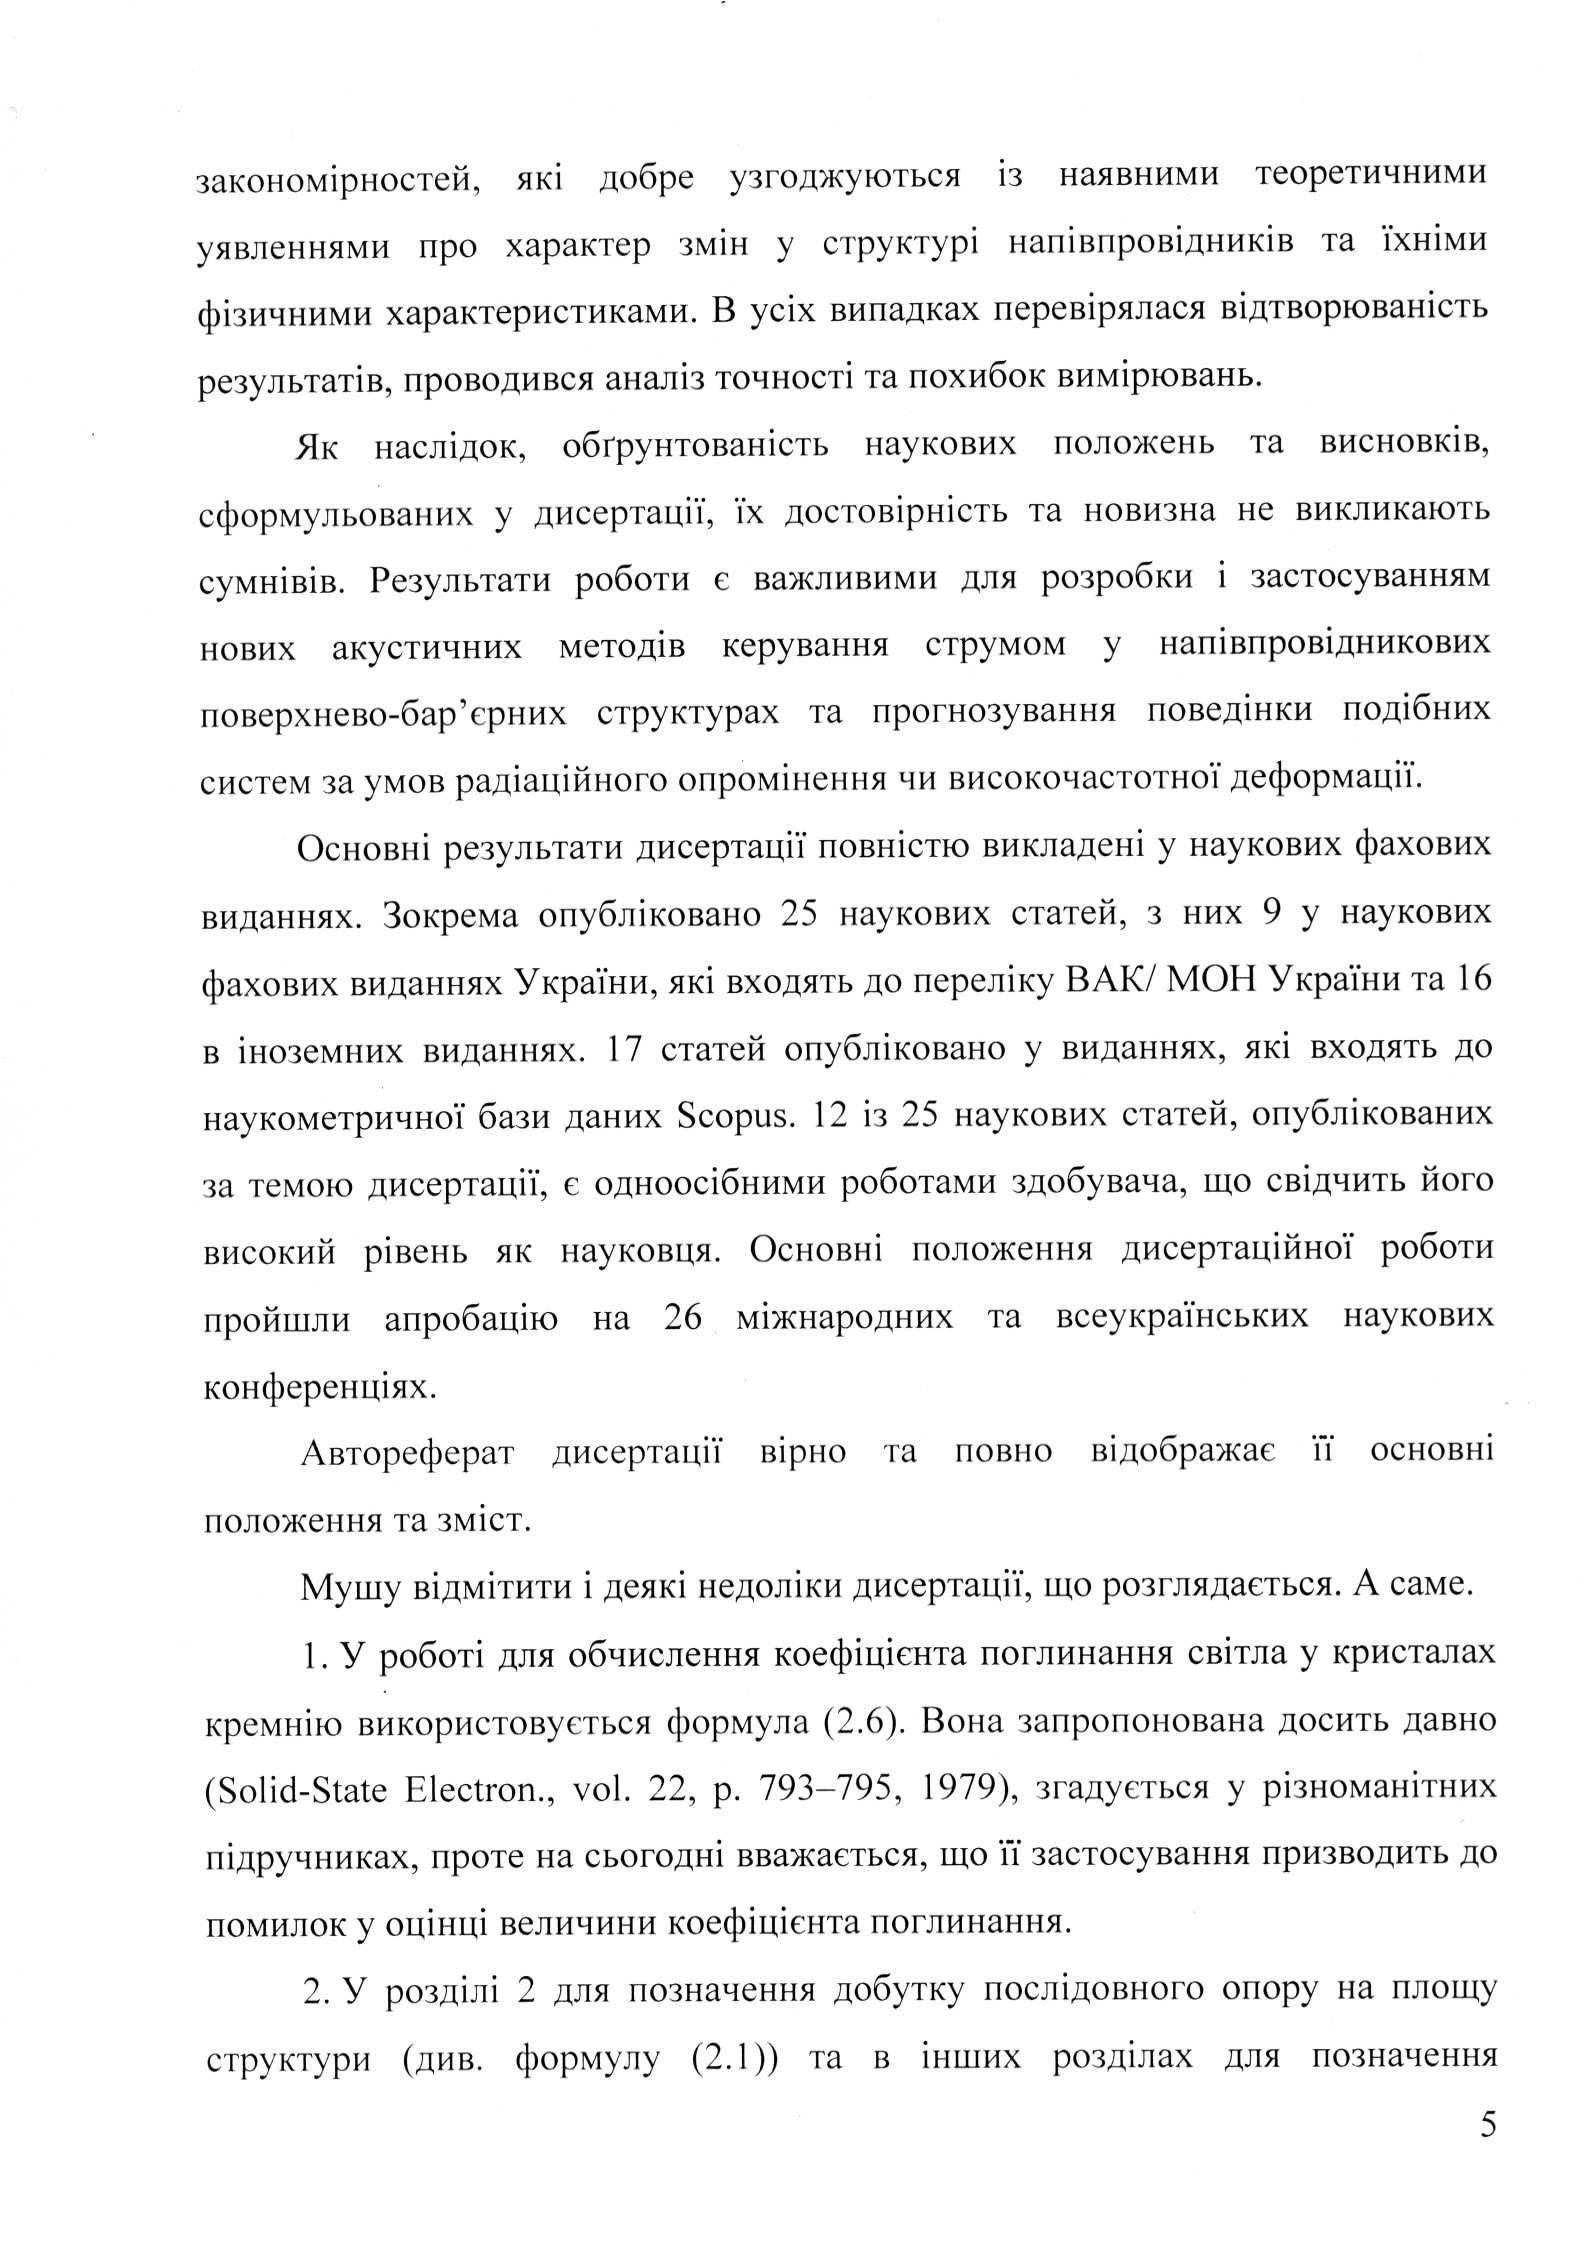 закономірностей, які добре узгоджуються із наявними теоретичними
уявленнями про характер змін у структурі напівпровідників та їхніми
фізичними характеристиками. В усіх випадках перевірялася відтворюваність
результатів, проводився аналіз точності та похибок вимірювань.
Як наслідок, обґрунтованість наукових положень та висновків,
сформульованих у дисертації, їх достовірність та новизна не викликають
сумнівів. Результати роботи є важливими для розробки і застосуванням
нових акустичних методів керування струмом у напівпровідникових
поверхнево-бар’єрних структурах та прогнозування поведінки подібних
систем за умов радіаційного опромінення чи високочастотної деформації.
Основні результати дисертації повністю викладені у наукових фахових
виданнях. Зокрема опубліковано 25 наукових статей, з них 9 у наукових
фахових виданнях України, які входять до переліку ВАК/ МОН України та 16
в іноземних виданнях. 17 статей опубліковано у виданнях, які входять до
наукометричної бази даних Scopus. 12 із 25 наукових статей, опублікованих
за темою дисертації, є одноосібними роботами здобувача, що свідчить його
високий рівень як науковця. Основні положення дисертаційної роботи
пройшли апробацію на 26 міжнародних та всеукраїнських наукових
конференціях.
Автореферат дисертації вірно та повно відображає її основні
положення та зміст.
Мушу відмітити і деякі недоліки дисертації, що розглядається. А саме.
1. У роботі для обчислення коефіцієнта поглинання світла у кристалах
кремнію використовується формула (2.6). Вона запропонована досить давно
(Solid-State Electron., vol. 22, p. 793–795, 1979), згадується у різноманітних
підручниках, проте на сьогодні вважається, що її застосування призводить до
помилок у оцінці величини коефіцієнта поглинання.
2. У розділі 2 для позначення добутку послідовного опору на площу
структури (див. формулу (2.1)) та в інших розділах для позначення
5